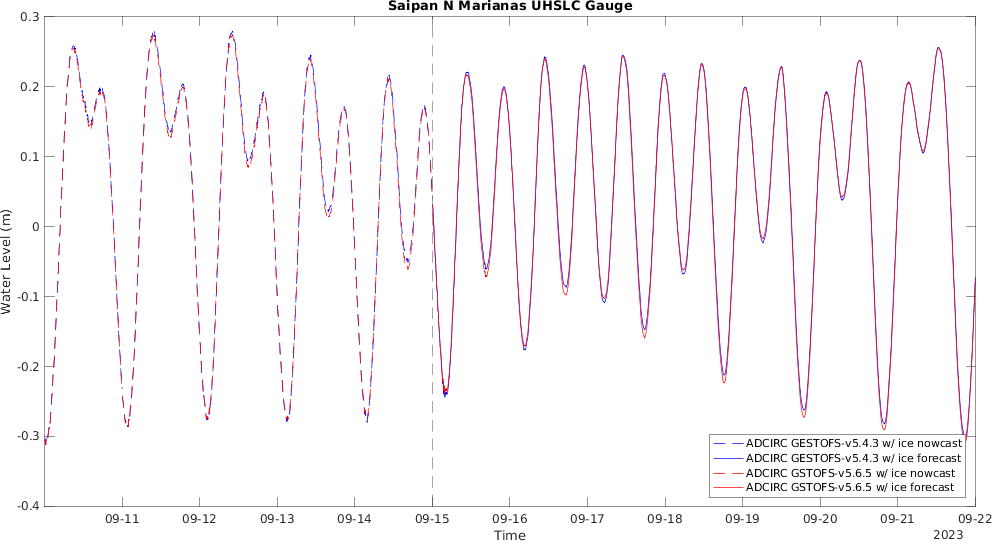 Saipan N Marianas UHSLC Gauge
0.3
0.2
0.1
0
-0.1
-0.2
-0.3
-0.4
Water Level (m)
ADCIRC GESTOFS-v5.4.3 w/ ice nowcast
ADCIRC GESTOFS-v5.4.3 w/ ice forecast
ADCIRC GSTOFS-v5.6.5 w/ ice nowcast
ADCIRC GSTOFS-v5.6.5 w/ ice forecast
09-11 09-12 09-13 09-14 09-15 09-16 09-17 09-18 09-19 09-20 09-21 09-22
Time
2023